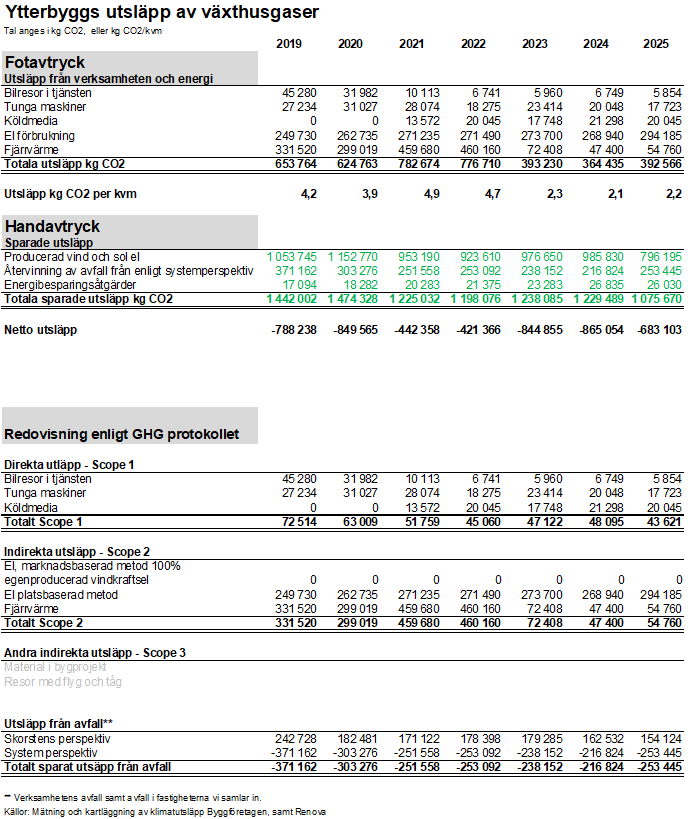 Ytterbyggs utsläpp av växthusgaser
Tal anges i kg CO2, eller kg CO2/kvm
2019 2020 2021 2022 2023 2024 2025
Fotavtryck
Utsläpp från verksamheten och energi
Bilresor i tjänsten 45 280 31 982 10 113 6 741 5 960 6 749 5 854
Tunga maskiner 27 234 31 027 28 074 18 275 23 414 20 048 17 723
Köldmedia 0 0 13 572 20 045 17 748 21 298 20 045
El förbrukning 249 730 262 735 271 235 271 490 273 700 268 940 294 185
Fjärrvärme 331 520 299 019 459 680 460 160 72 408 47 400 54 760
Totala utsläpp kg CO2 653 764 624 763 782 674 776 710 393 230 364 435 392 566
Utsläpp kg CO2 per kvm 4,2 3,9 4,9 4,7 2,3 2,1 2,2
Handavtryck
Sparade utsläpp
Producerad vind och sol el 1 053 745 1 152 770 953 190 923 610 976 650 985 830 796 195
Återvinning av avfall från enligt systemperspektiv 371 162 303 276 251 558 253 092 238 152 216 824 253 445
Energibesparingsåtgärder 17 094 18 282 20 283 21 375 23 283 26 835 26 030
Totala sparade utsläpp kg CO2 1 442 002 1 474 328 1 225 032 1 198 076 1 238 085 1 229 489 1 075 670
Netto utsläpp -788 238 -849 565 -442 358 -421 366 -844 855 -865 054 -683 103
Redovisning enligt GHG protokollet
Direkta utläpp - Scope 1
Bilresor i tjänsten 45 280 31 982 10 113 6 741 5 960 6 749 5 854
Tunga maskiner 27 234 31 027 28 074 18 275 23 414 20 048 17 723
Köldmedia 0 0 13 572 20 045 17 748 21 298 20 045
Totalt Scope 1 72 514 63 009 51 759 45 060 47 122 48 095 43 621
Indirekta utsläpp - Scope 2
El, marknadsbaserad metod 100%
egenproducerad vindkraftsel 0 0 0 0 0 0 0
El platsbaserad metod 249 730 262 735 271 235 271 490 273 700 268 940 294 185
Fjärrvärme 331 520 299 019 459 680 460 160 72 408 47 400 54 760
Totalt Scope 2 331 520 299 019 459 680 460 160 72 408 47 400 54 760
Andra indirekta utsläpp - Scope 3
Material i bygprojekt
Resor med flyg och tåg
Utsläpp från avfall**
Skorstens perspektiv 242 728 182 481 171 122 178 398 179 285 162 532 154 124
System perspektiv -371 162 -303 276 -251 558 -253 092 -238 152 -216 824 -253 445
Totalt sparat utsäpp från avfall -371 162 -303 276 -251 558 -253 092 -238 152 -216 824 -253 445
** Verksamhetens avfall samt avfall i fastigheterna vi samlar in.
Källor: Mätning och kartläggning av klimatutsläpp Byggföretagen, samt Renova